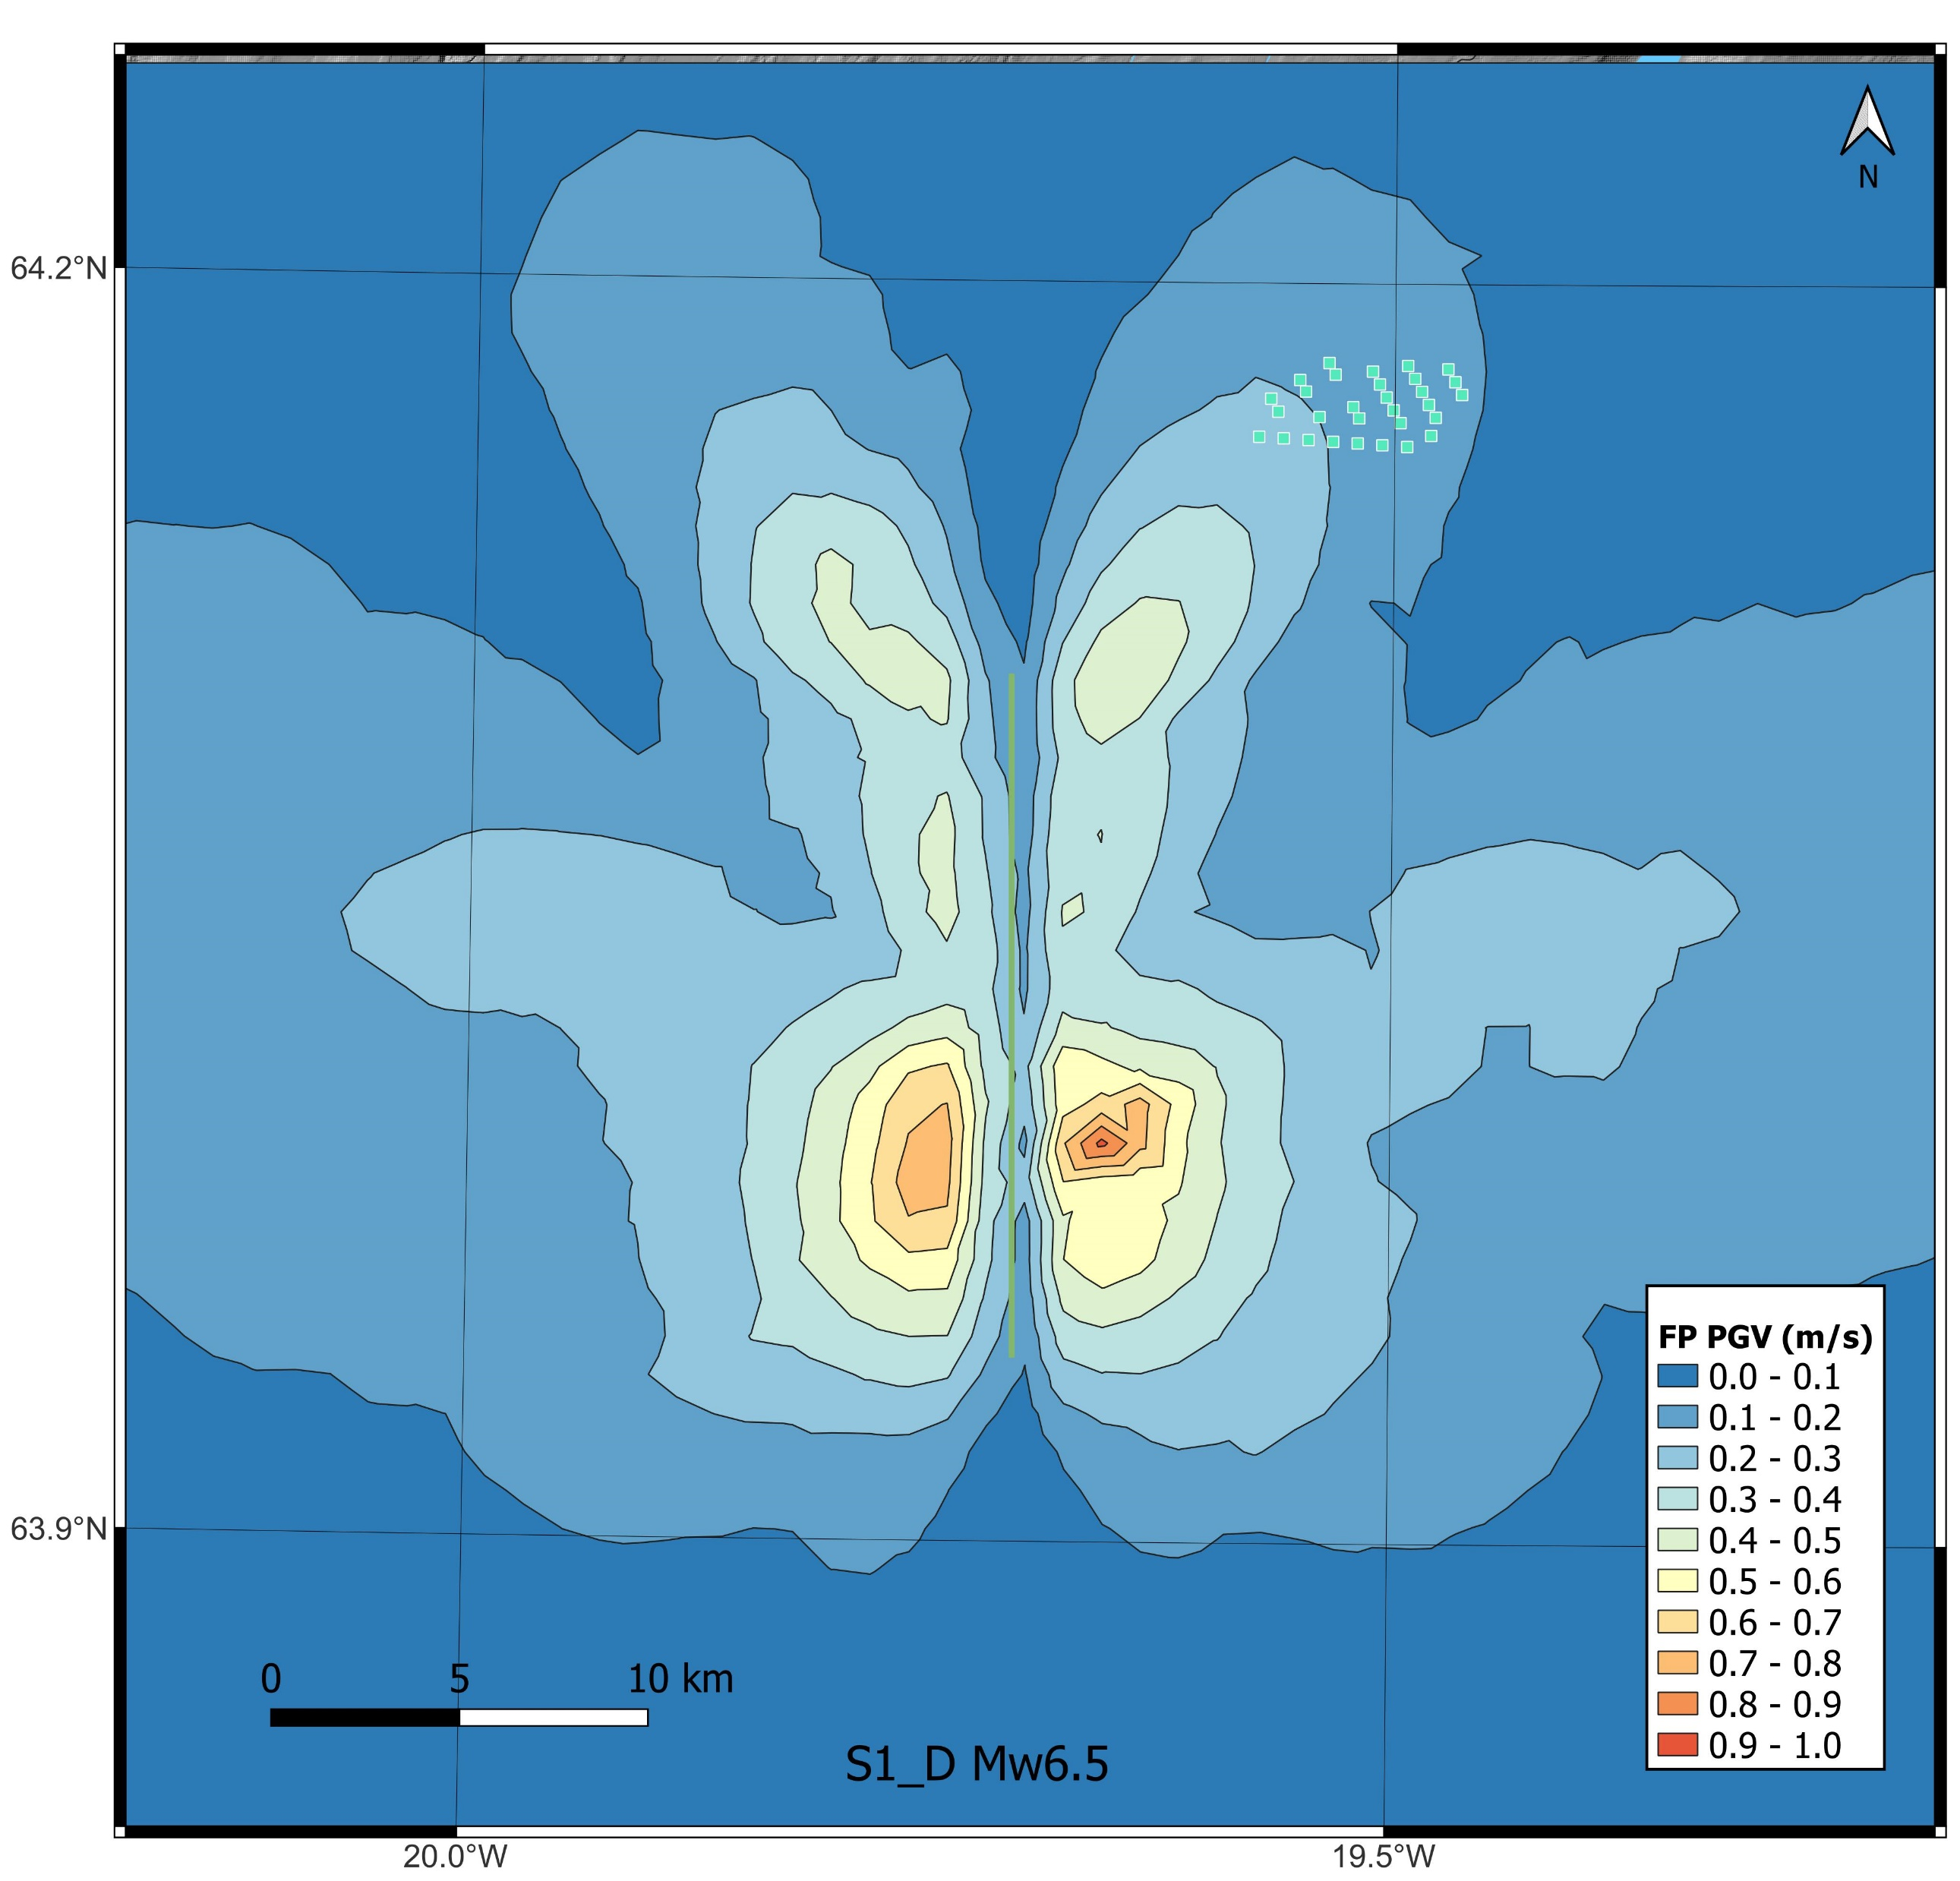 N
64.2°N
63.9°N
FP PGV (m/s)
0.0 - 0.1
0.1 - 0.2
0.2 - 0.3
0.3 - 0.4
0.4 - 0.5
0.5 - 0.6
0.6 - 0.7
0.7 - 0.8
0.8 - 0.9
0.9 - 1.0
0 5 10 km
S1_D Mw6.5
20.0°W 19.5°W